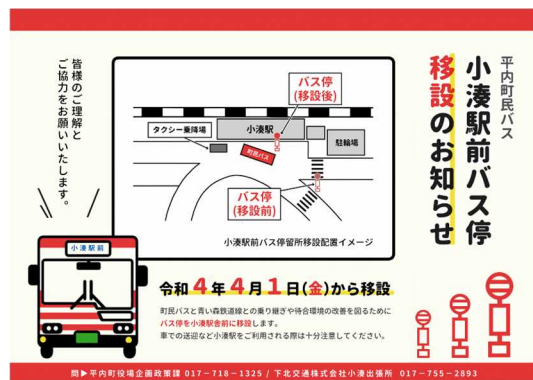 平内町民バス
小湊駅前バス停
移設のお知らせ
皆様のご理解と
ご協力をお願いいたします。
バス停
(移設後)
タクシー乗降場
小湊駅
駐輪場
町民バス
バス停
(移設前)
小湊駅前バス停留所移設配置イメージ
小湊駅前
令和4年4月1日(金)から移設
町民バスと青い森鉄道線との乗り継ぎや待合環境の改善を図るために
バス停を小湊駅舎前に移設します。
車での送迎など小湊駅をご利用される際は十分注意してください。
問▶平内町役場企画政策課 017−718−1325 / 下北交通株式会社小湊出張所 017−755−2893